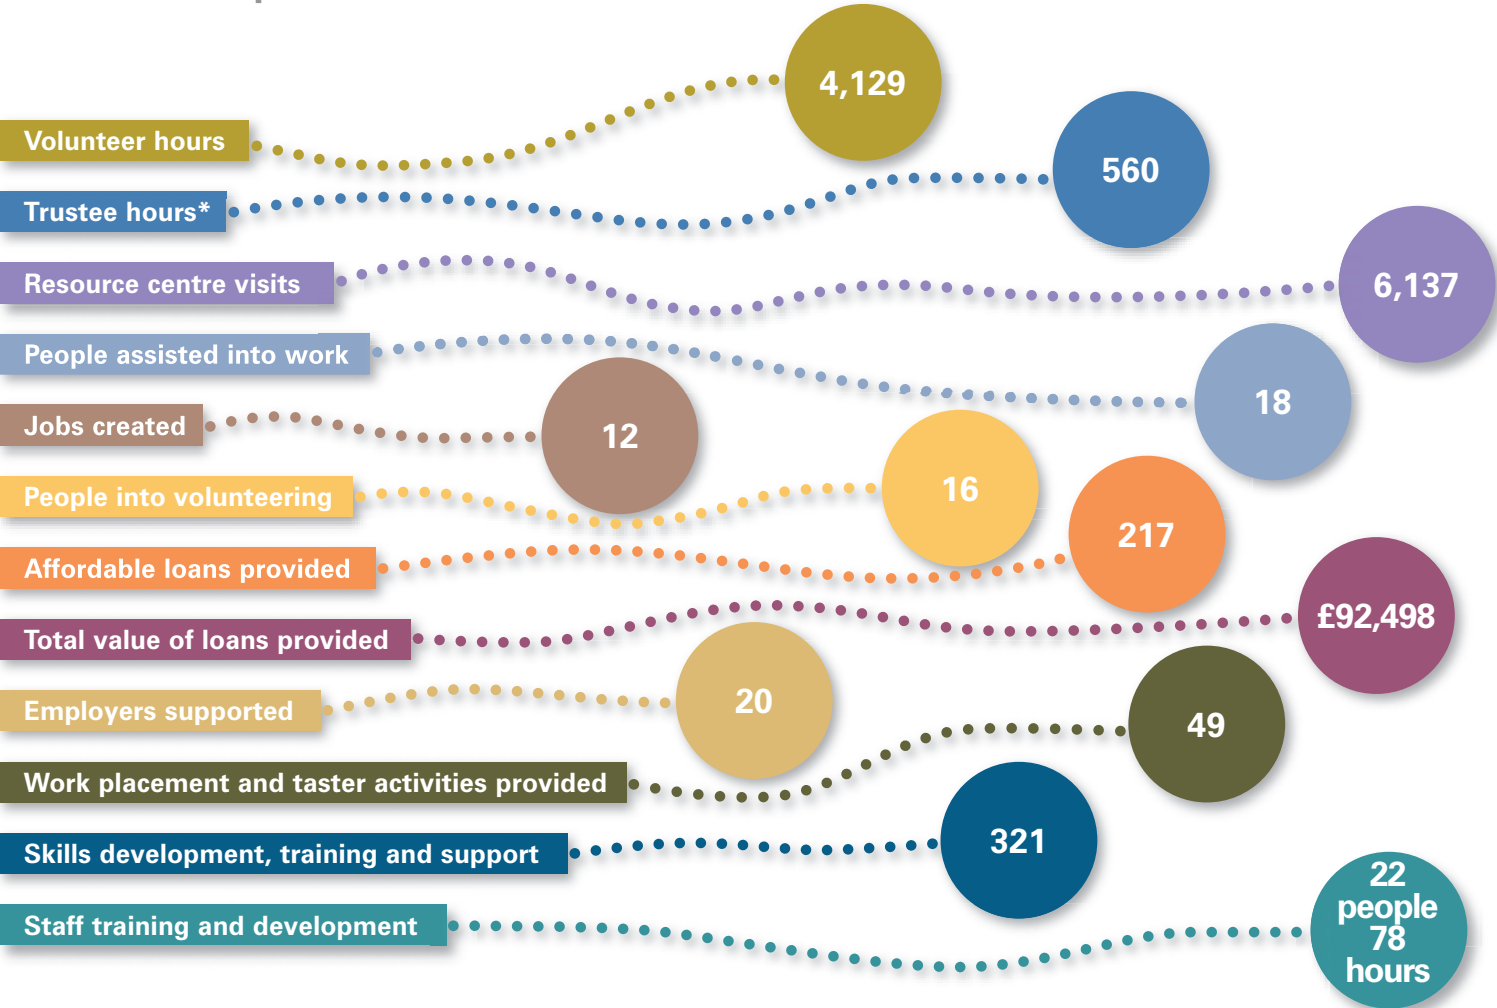 Volunteer hours
4,129
Trustee hours*
560
Resource centre visits
6,137
People assisted into work
18
Jobs created
12
People into volunteering
16
Affordable loans provided
217
Total value of loans provided
£92,498
Employers supported
20
Work placement and taster activities provided
49
Skills development, training and support
321
Staff training and development
22
people
78
hours